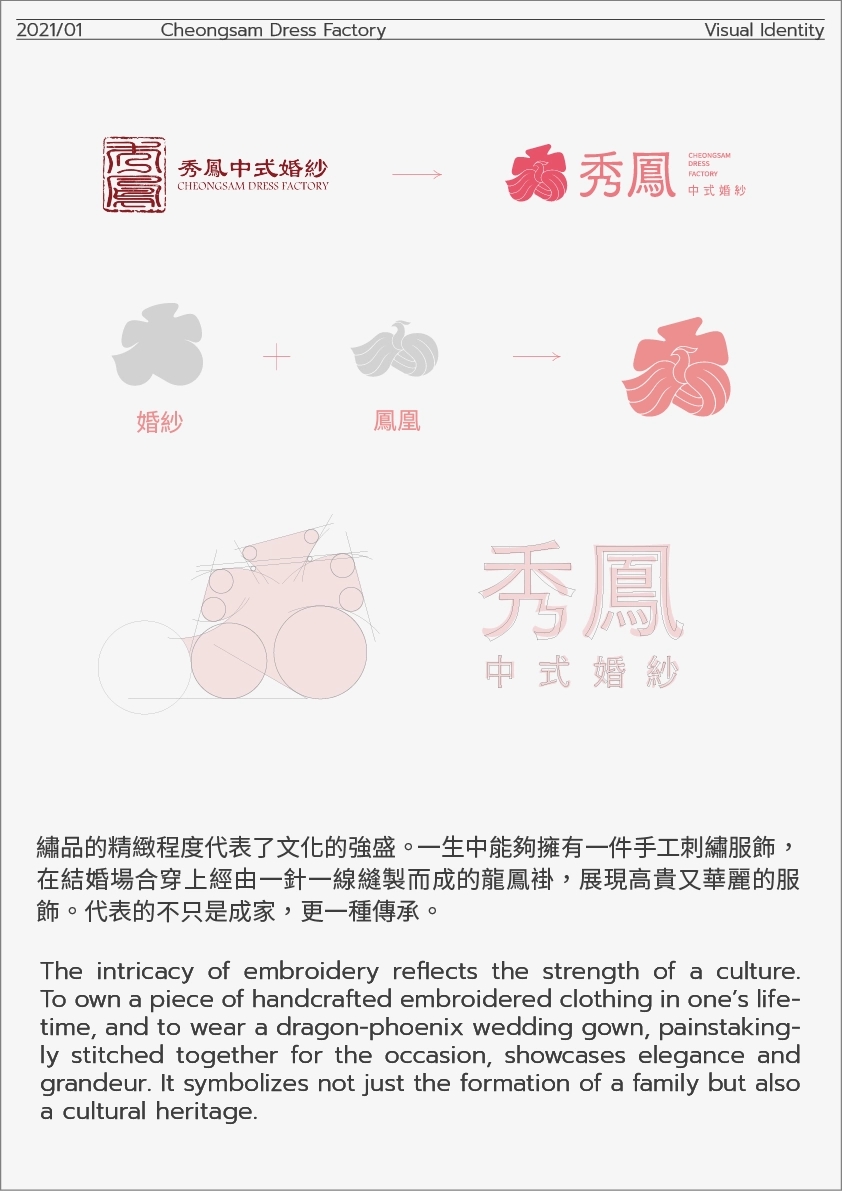 2021/01 Cheongsam Dress Factory Visual Identity
秀鳳
秀鳳中式婚紗
CHEONGSAM DRESS FACTORY
秀鳳
CHEONGSAM
DRESS
FACTORY
中式婚紗
婚紗
鳳凰
秀鳳
中式婚紗
繡品的精緻程度代表了文化的強盛。一生中能夠擁有一件手工刺繡服飾，
在結婚場合穿上經由一針一線縫製而成的龍鳳褂，展現高貴又華麗的服
飾。代表的不只是成家，更一種傳承。
The intricacy of embroidery reflects the strength of a culture.
To own a piece of handcrafted embroidered clothing in one’s life-
time, and to wear a dragon-phoenix wedding gown, painstaking-
ly stitched together for the occasion, showcases elegance and
grandeur. It symbolizes not just the formation of a family but also
a cultural heritage.